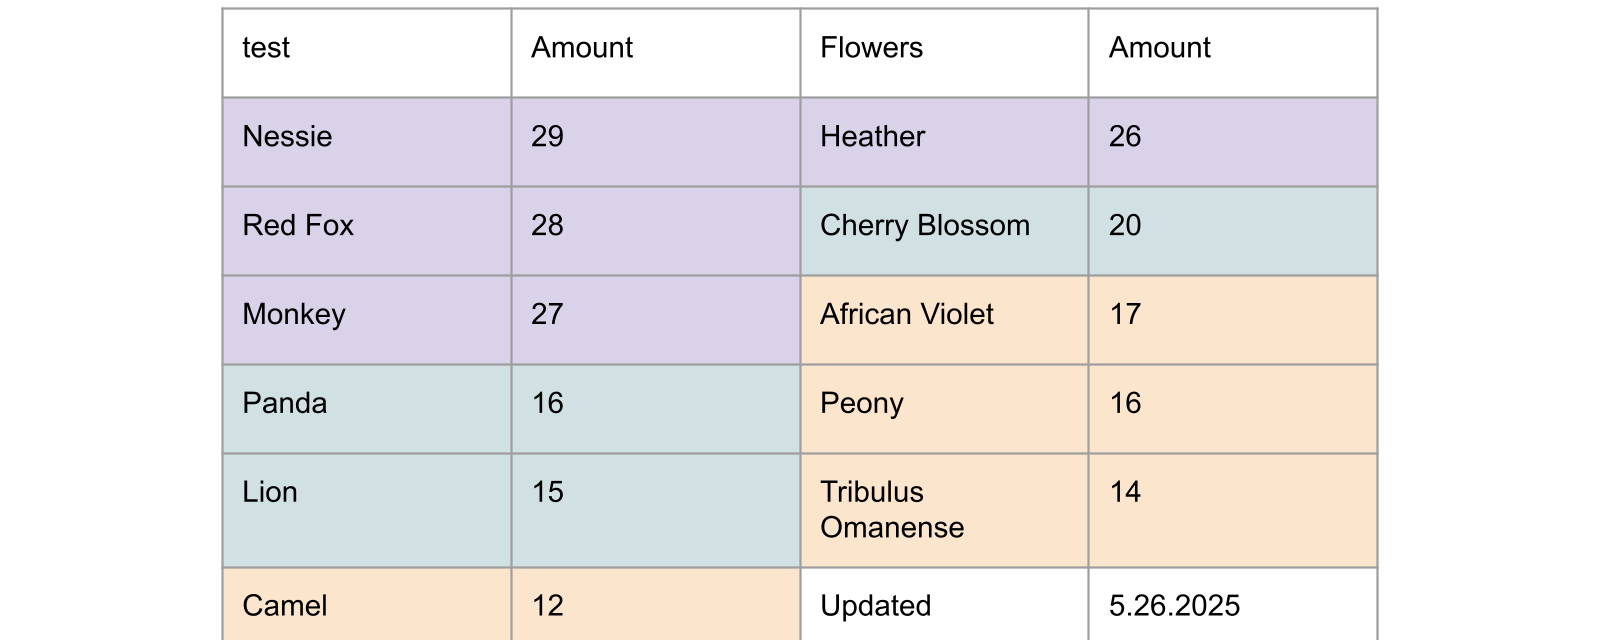 test Amount Flowers Amount
Nessie 29 Heather 26
Red Fox 28 Cherry Blossom 20
Monkey 27 African Violet 17
Panda 16 Peony 16
Lion 15 Tribulus 14
Omanense
Camel 12 Updated 5.26.2025